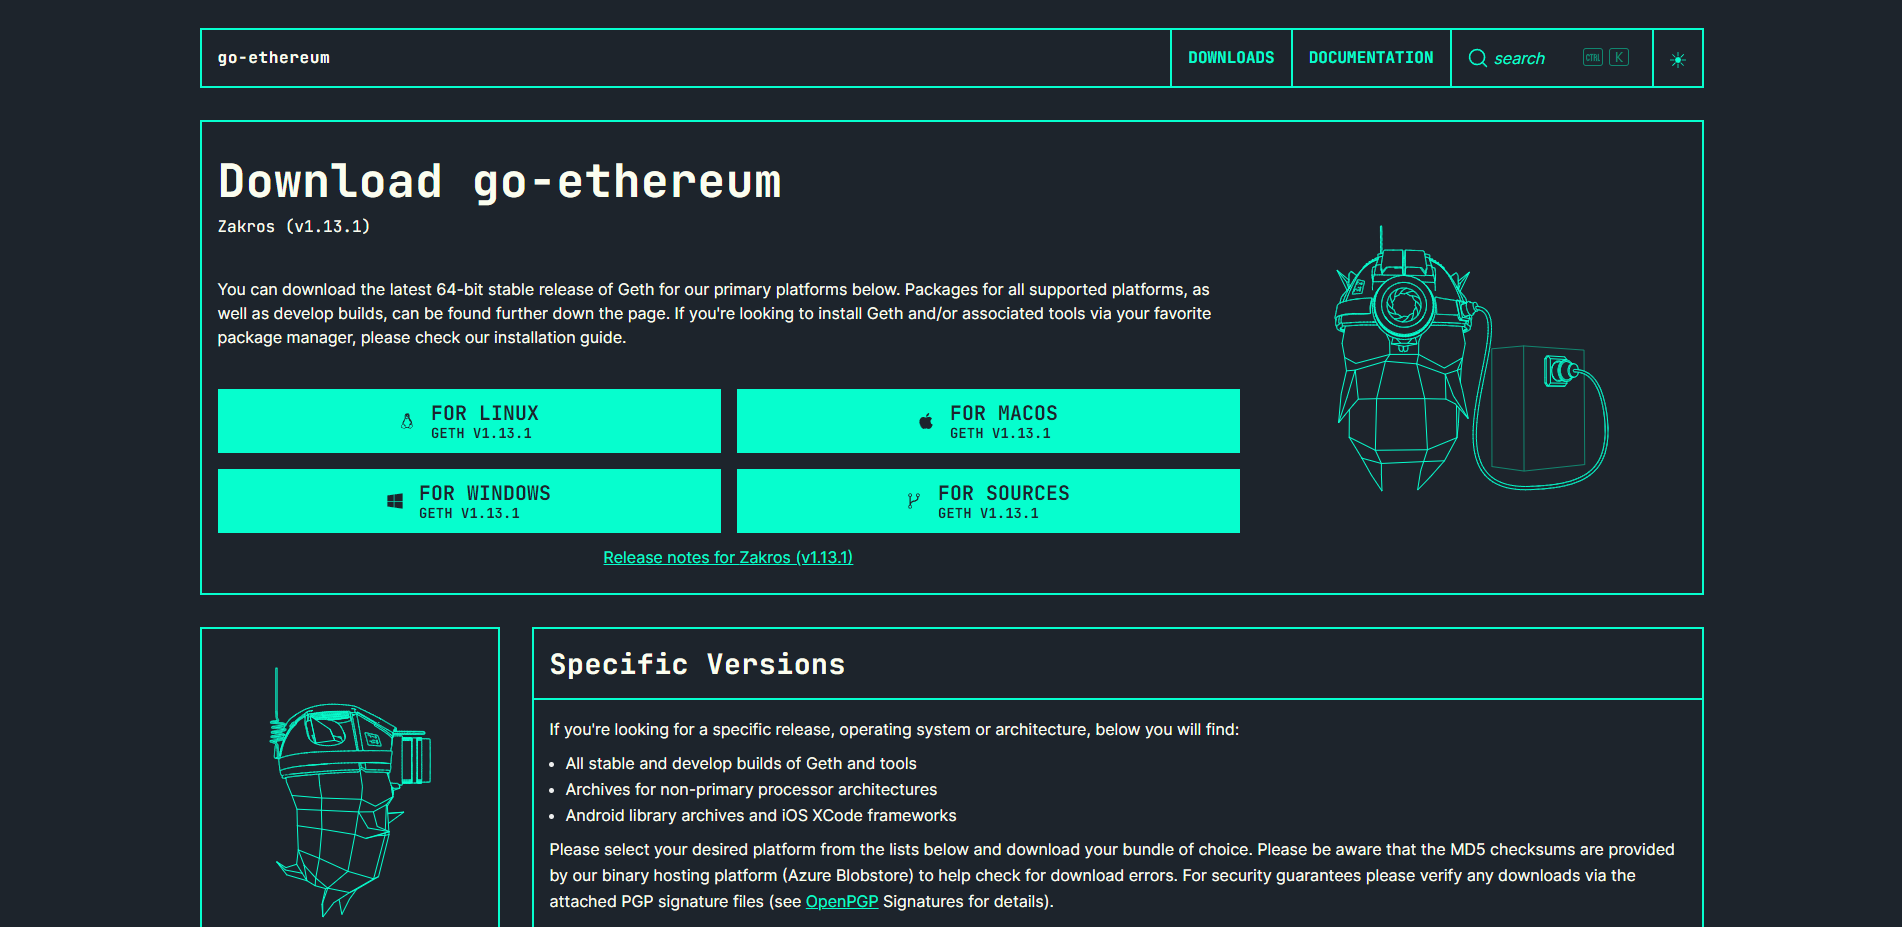 go-ethereum
DOWNLOADS
DOCUMENTATION
search
CTRL K
Download go-ethereum
Zakros (v1.13.1)
You can download the latest 64-bit stable release of Geth for our primary platforms below. Packages for all supported platforms, as
well as develop builds, can be found further down the page. If you're looking to install Geth and/or associated tools via your favorite
package manager, please check our installation guide.
FOR LINUX
GETH V1.13.1
FOR MACOS
GETH V1.13.1
FOR WINDOWS
GETH V1.13.1
FOR SOURCES
GETH V1.13.1
Release notes for Zakros (v1.13.1)
Specific Versions
If you're looking for a specific release, operating system or architecture, below you will find:
• All stable and develop builds of Geth and tools
• Archives for non-primary processor architectures
• Android library archives and iOS XCode frameworks
Please select your desired platform from the lists below and download your bundle of choice. Please be aware that the MD5 checksums are provided
by our binary hosting platform (Azure Blobstore) to help check for download errors. For security guarantees please verify any downloads via the
attached PGP signature files (see OpenPGP Signatures for details).